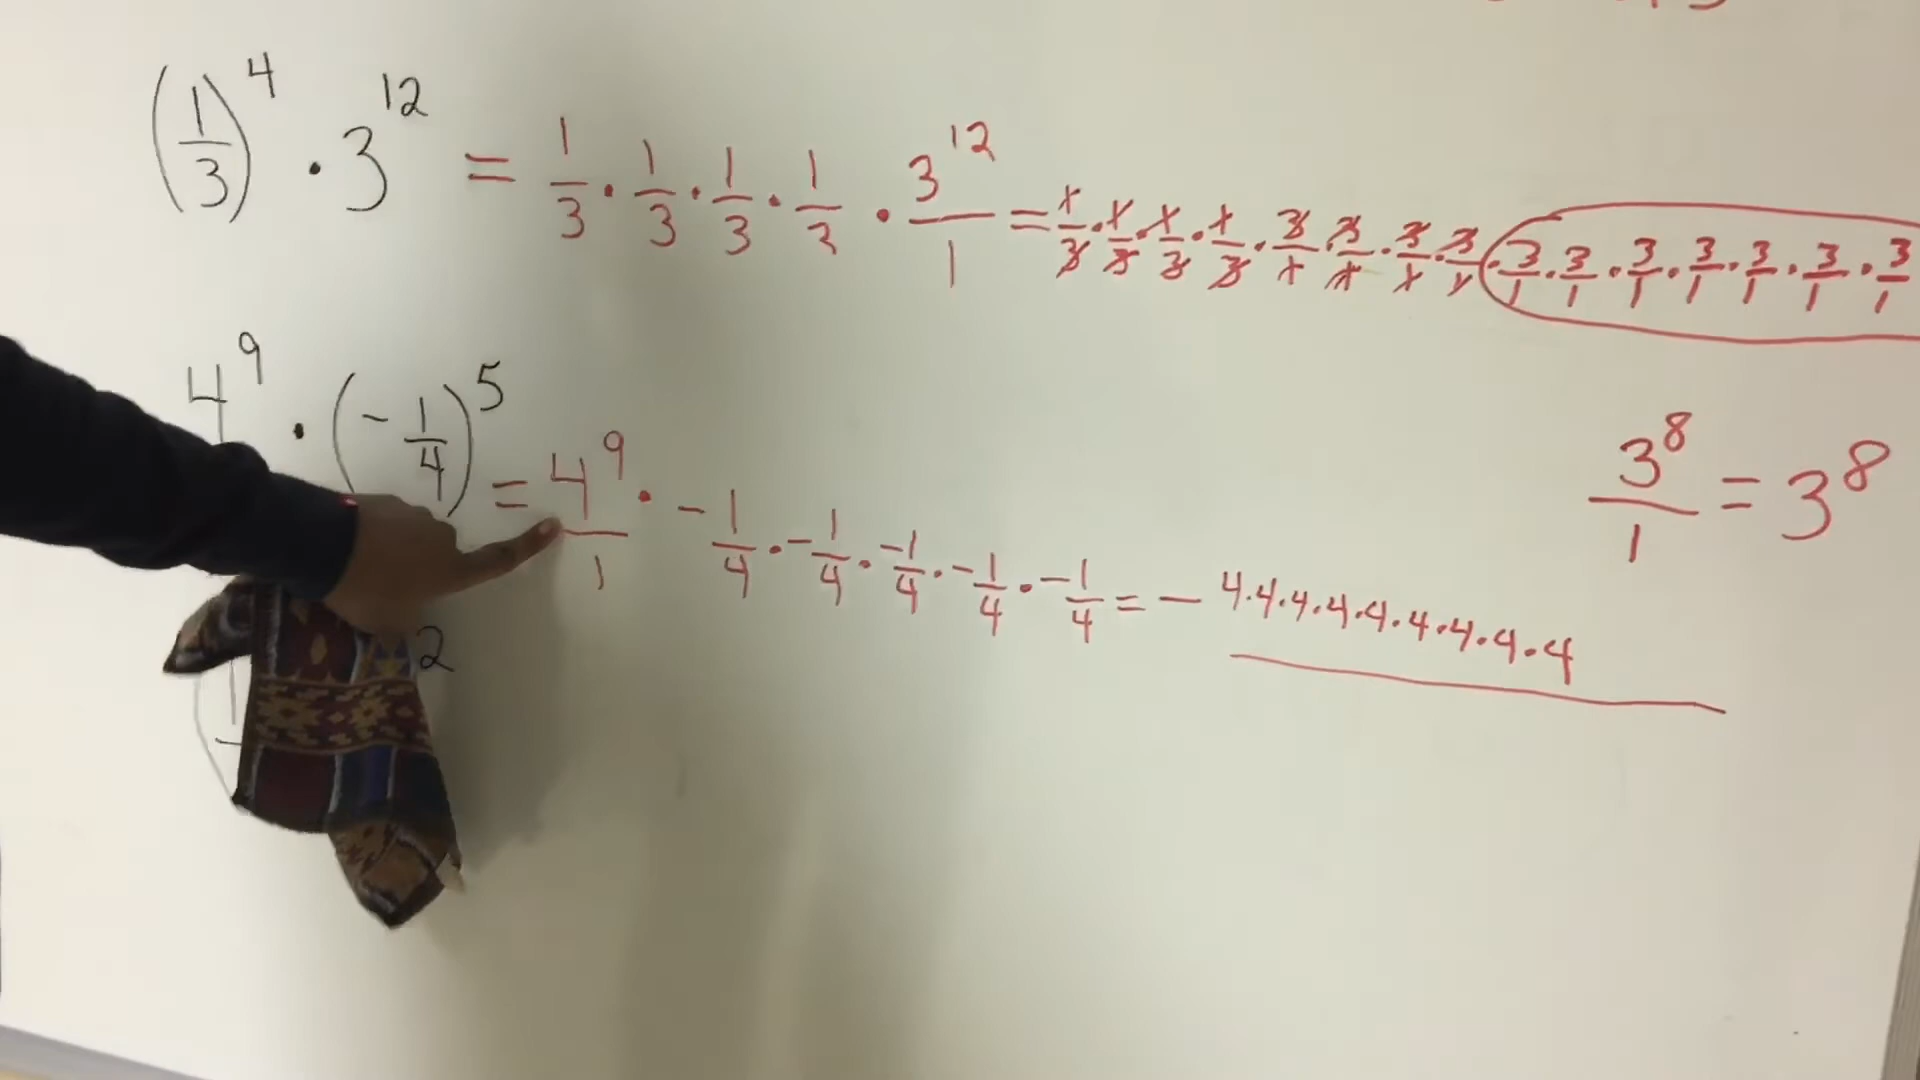 (1/3)^4 · 3^12 = 1/3 · 1/3 · 1/3 · 1/3 · 3^12/1 = 1/3 · 1/3 · 1/3 · 1/3 · 3/1 · 3/1 · 3/1 · 3/1 · 3/1 · 3/1 · 3/1 · 3/1 · 3/1 · 3/1 · 3/1
4^9 · (-1/4)^5 = 4^9/1 · -1/4 · -1/4 · -1/4 · -1/4 · -1/4 = - 4·4·4·4·4·4·4·4·4
3^8/1 = 3^8
2